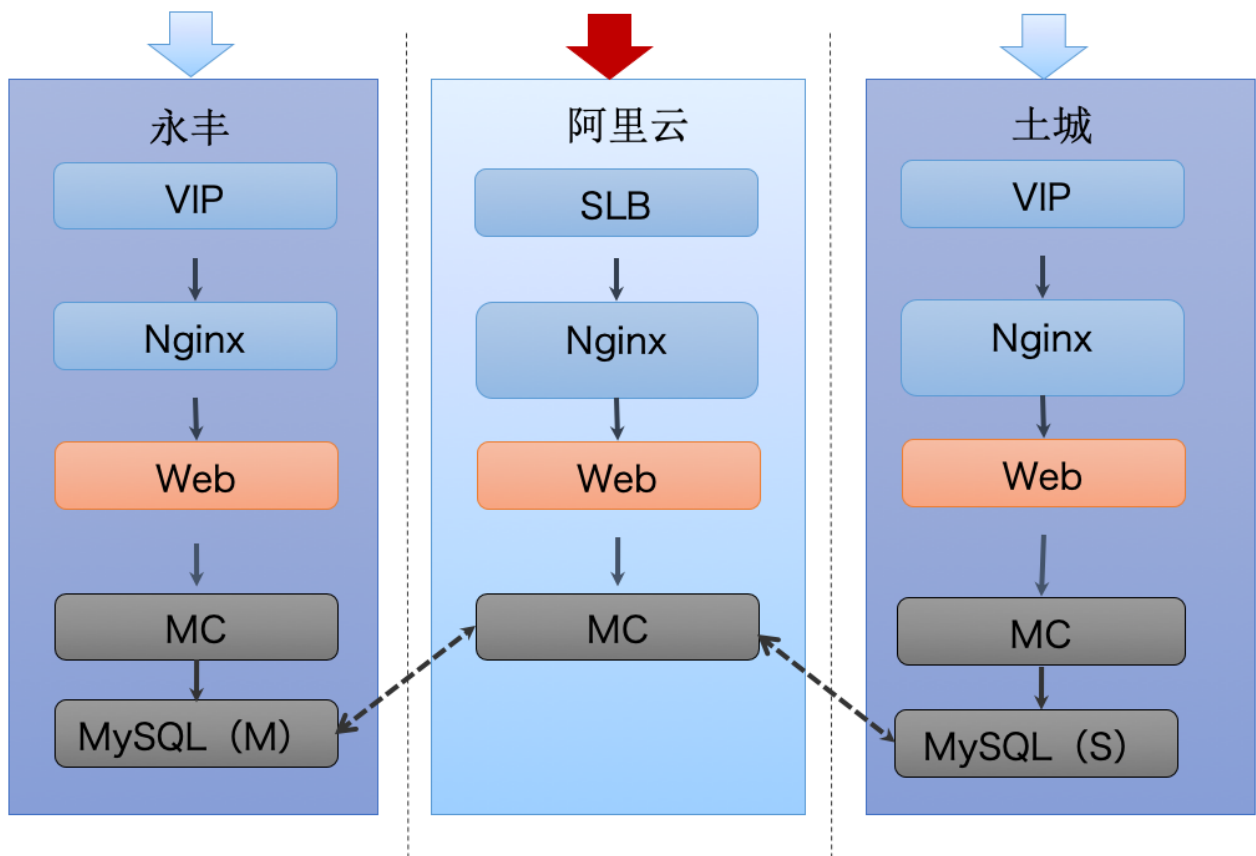 永丰
VIP
Nginx
Web
MC
MySQL（M）
阿里云
SLB
Nginx
Web
MC
土城
VIP
Nginx
Web
MC
MySQL（S）